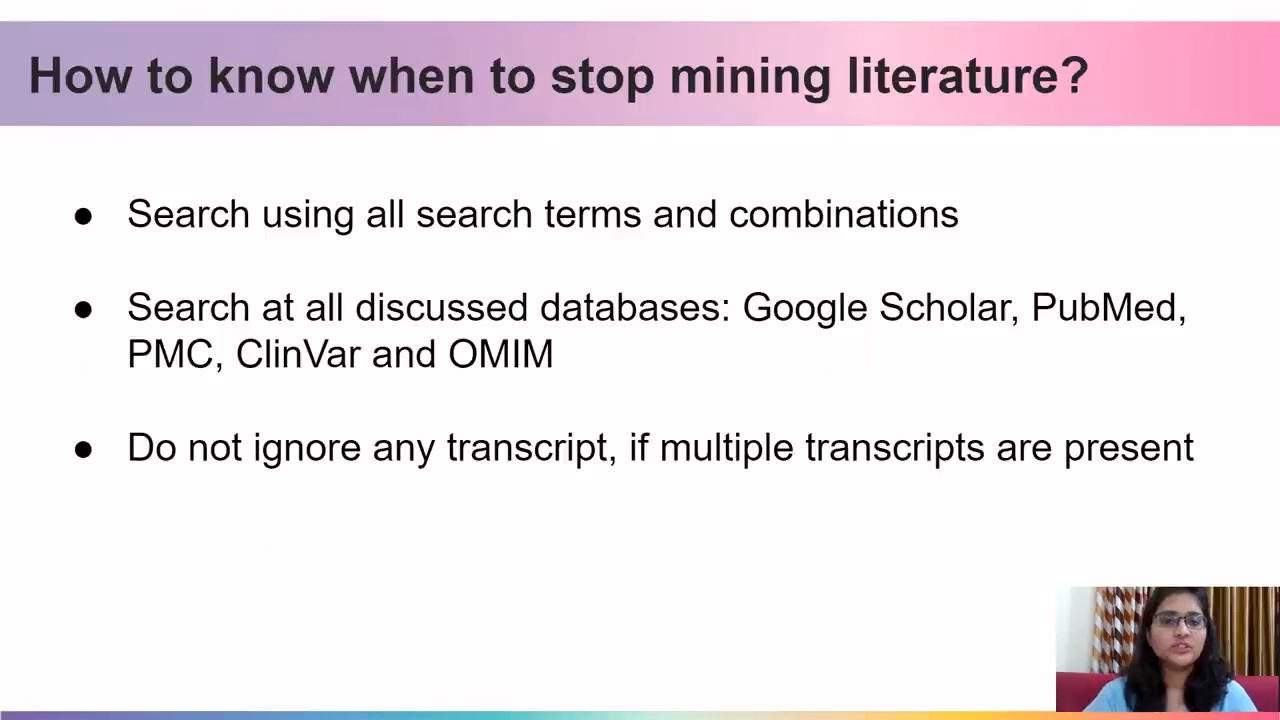 How to know when to stop mining literature?
● Search using all search terms and combinations
● Search at all discussed databases: Google Scholar, PubMed,
PMC, ClinVar and OMIM
● Do not ignore any transcript, if multiple transcripts are present